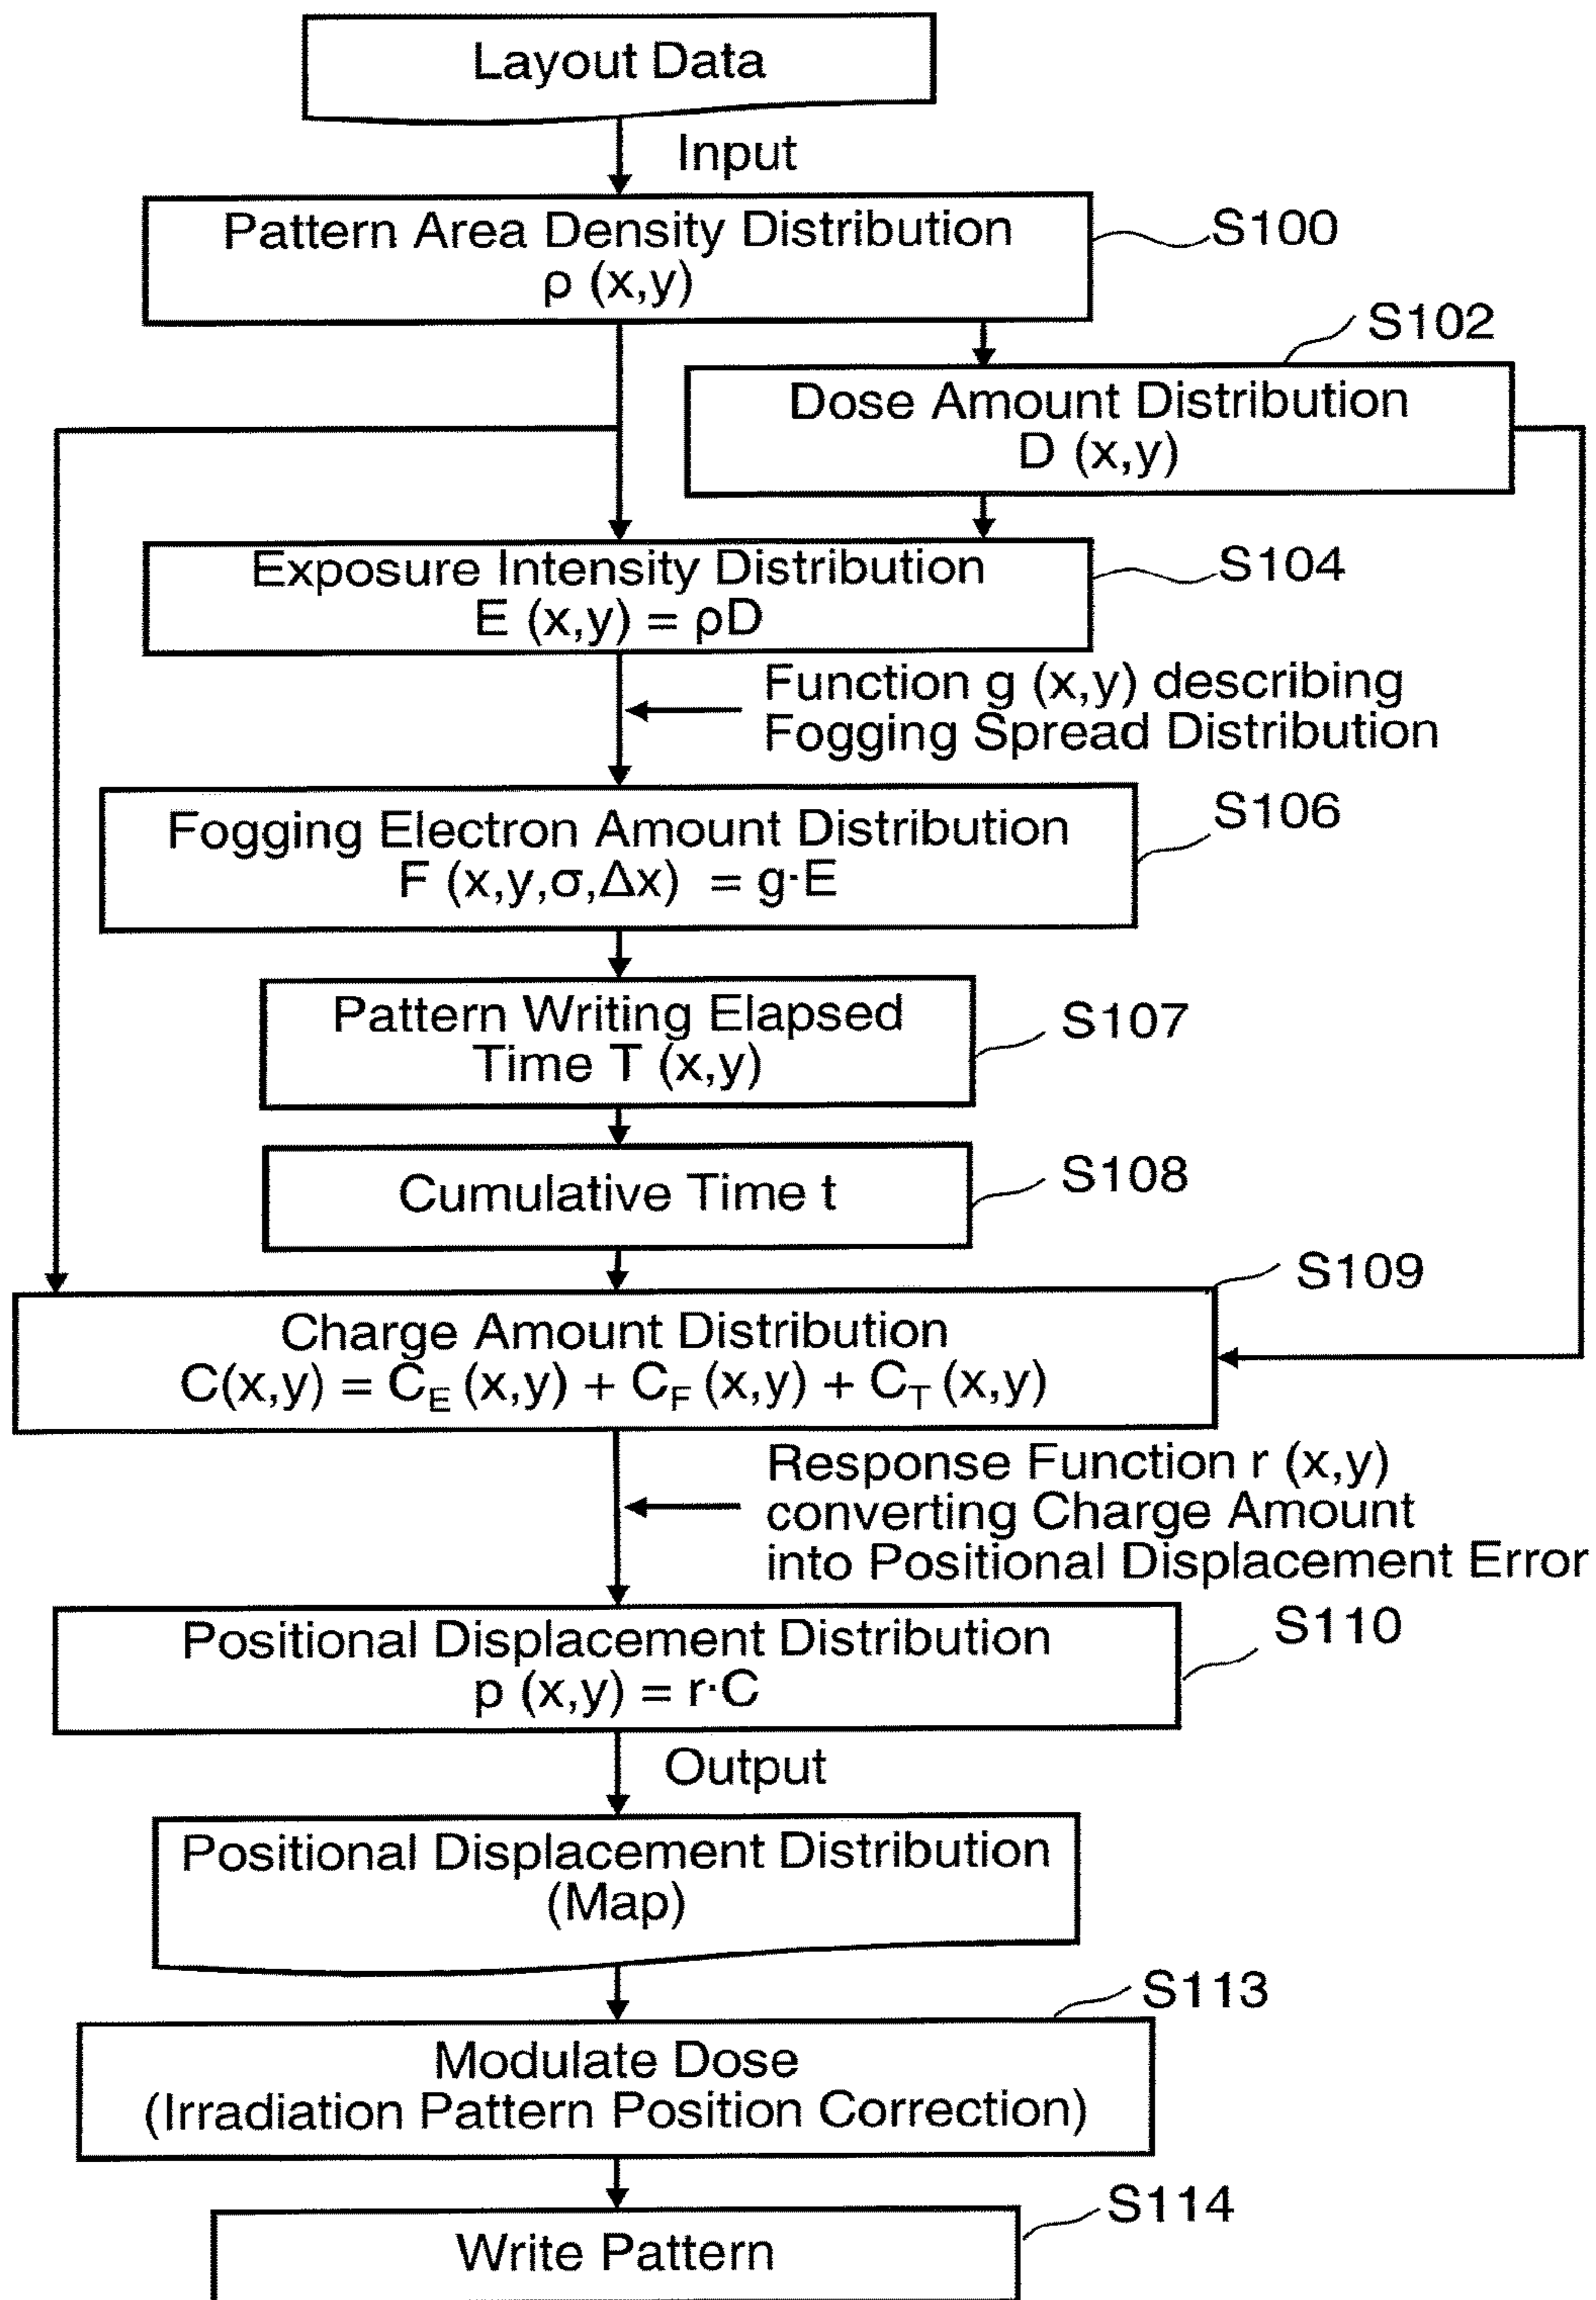 Layout Data
Input
Pattern Area Density Distribution
ρ (x,y)
S100
S102
Dose Amount Distribution
D (x,y)
Exposure Intensity Distribution
E (x,y) = ρD
S104
Function g (x,y) describing
Fogging Spread Distribution
Fogging Electron Amount Distribution
F (x,y,σ,Δx) = g·E
S106
Pattern Writing Elapsed
Time T (x,y)
S107
Cumulative Time t
S108
S109
Charge Amount Distribution
C(x,y) = C_E (x,y) + C_F (x,y) + C_T (x,y)
Response Function r (x,y)
converting Charge Amount
into Positional Displacement Error
Positional Displacement Distribution
p (x,y) = r·C
S110
Output
Positional Displacement Distribution
(Map)
S113
Modulate Dose
(Irradiation Pattern Position Correction)
S114
Write Pattern